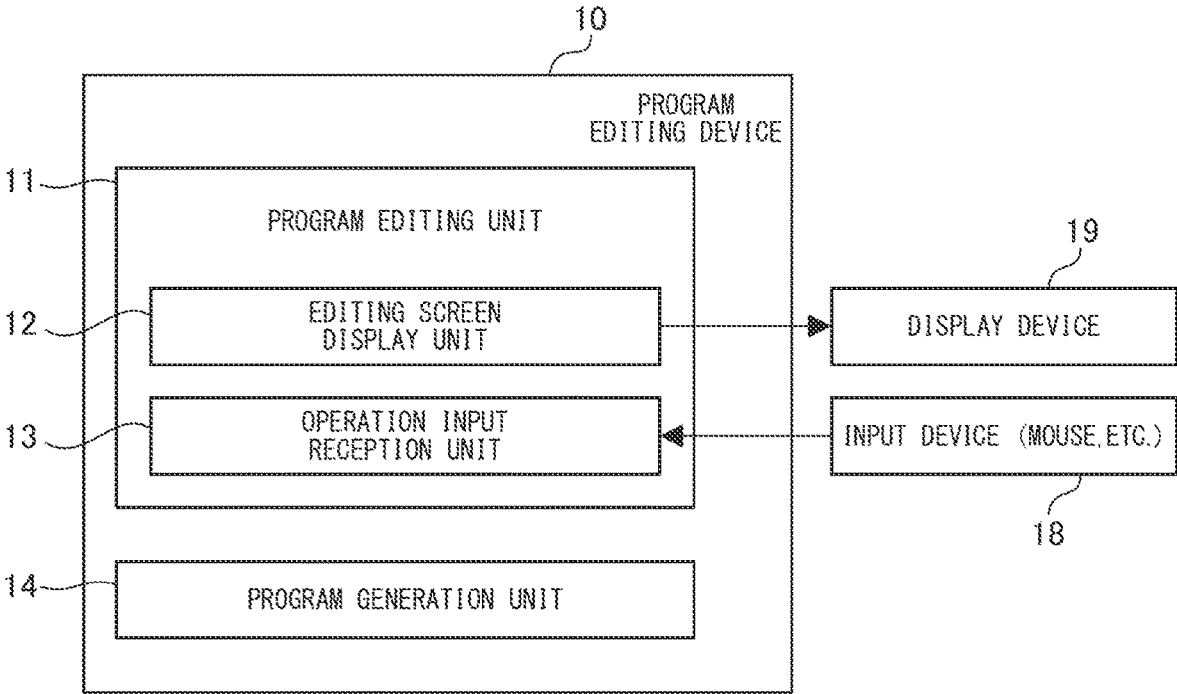 10
PROGRAM
EDITING DEVICE
11
PROGRAM EDITING UNIT
19
12
EDITING SCREEN
DISPLAY UNIT
DISPLAY DEVICE
13
OPERATION INPUT
RECEPTION UNIT
INPUT DEVICE (MOUSE,ETC.)
18
14
PROGRAM GENERATION UNIT